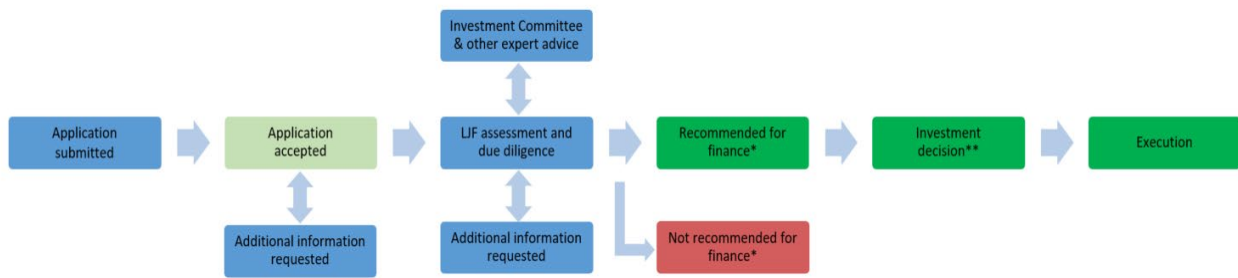 Investment Committee
& other expert advice
Application
submitted
Application
accepted
LJF assessment and
due diligence
Recommended for
finance*
Investment
decision**
Execution
Additional information
requested
Additional information
requested
Not recommended for
finance*